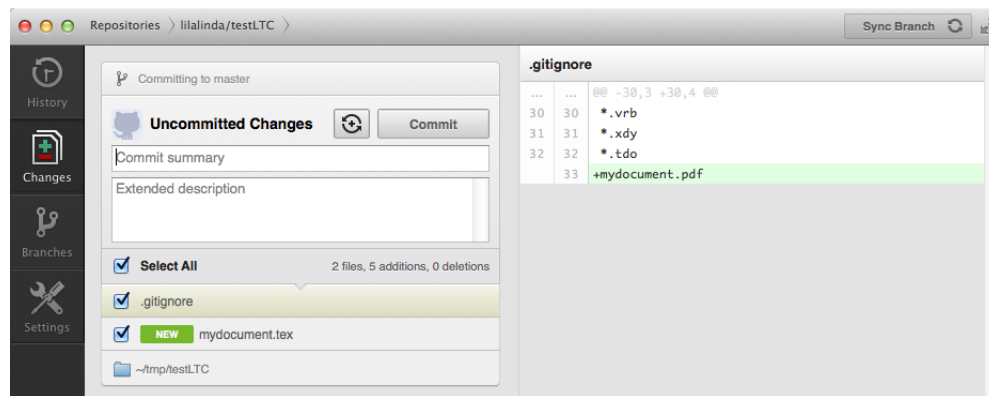 Repositories lilalinda/testLTC
Sync Branch
History
Changes
Branches
Settings
Committing to master
Uncommitted Changes
Commit
Commit summary
Extended description
Select All 2 files, 5 additions, 0 deletions
.gitignore
NEW mydocument.tex
~/tmp/testLTC
.gitignore
... ... @@ -30,3 +30,4 @@
30 30 *.vrb
31 31 *.xdy
32 32 *.tdo
33 +mydocument.pdf